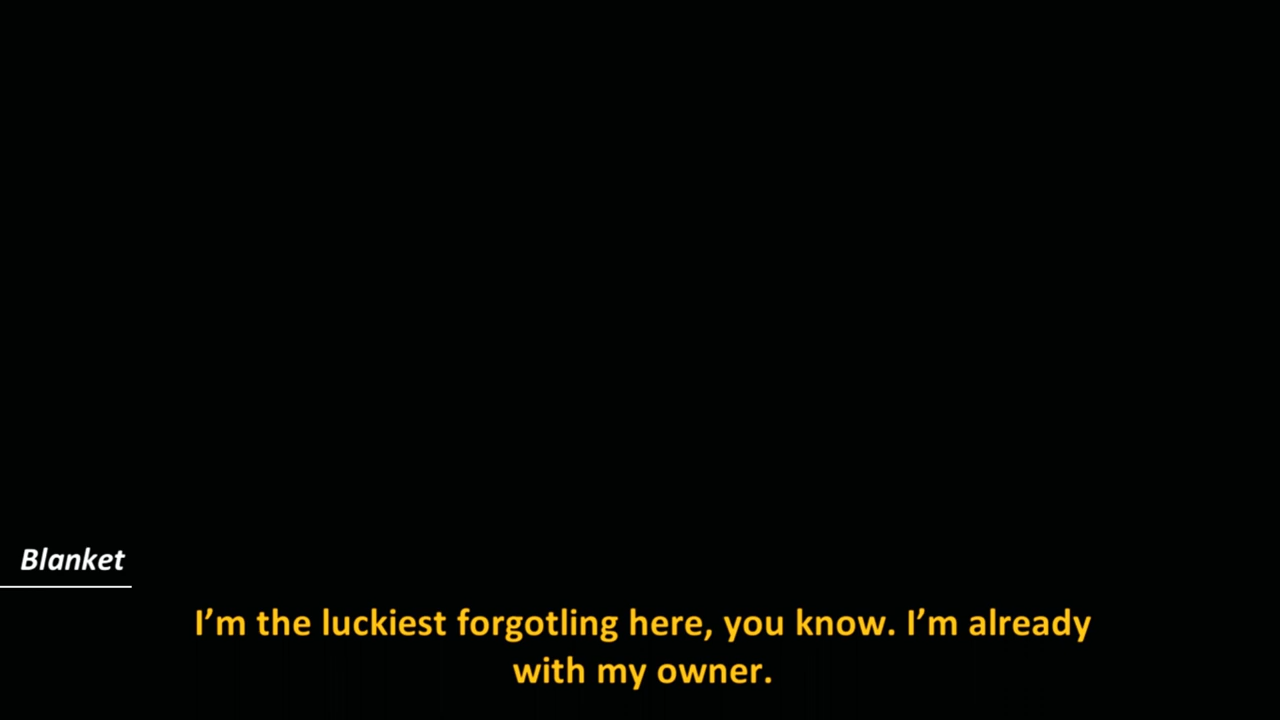 Blanket
I’m the luckiest forgotling here, you know. I’m already
with my owner.